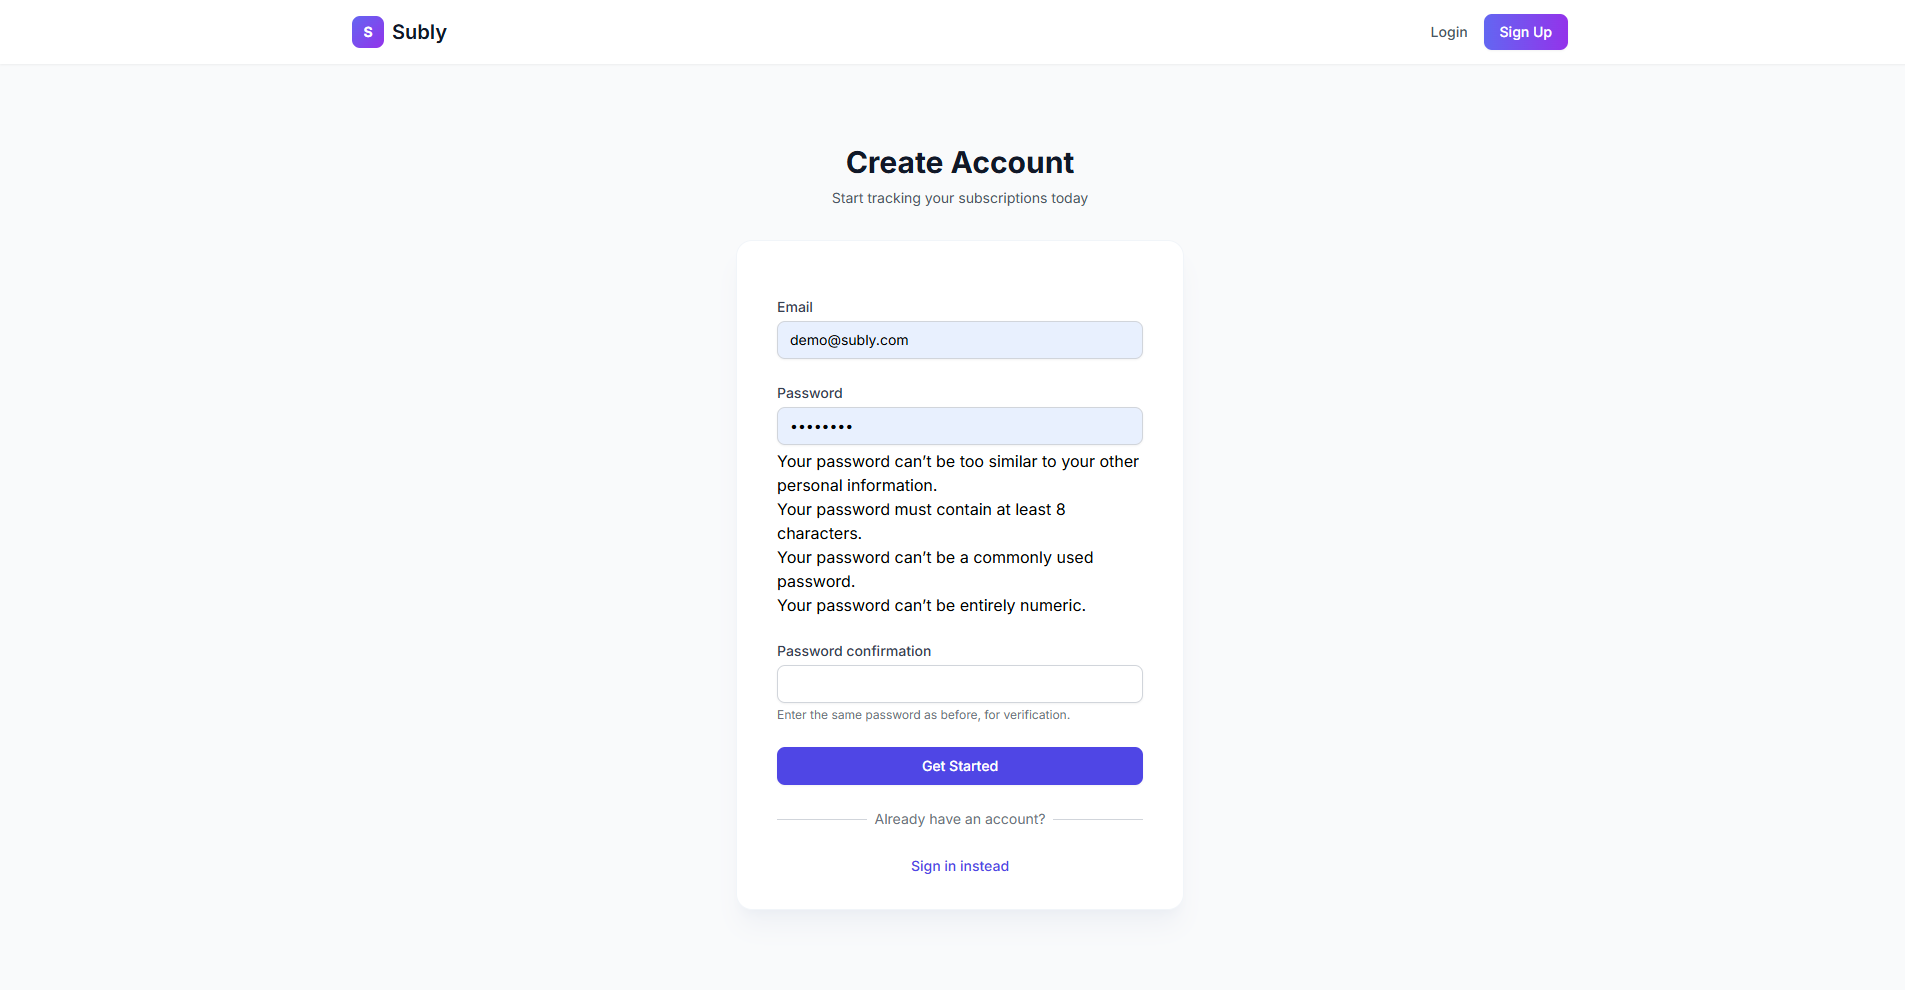 S Subly
Login
Sign Up
Create Account
Start tracking your subscriptions today
Email
demo@subly.com
Password
••••••••
Your password can’t be too similar to your other
personal information.
Your password must contain at least 8
characters.
Your password can’t be a commonly used
password.
Your password can’t be entirely numeric.
Password confirmation
Enter the same password as before, for verification.
Get Started
Already have an account?
Sign in instead